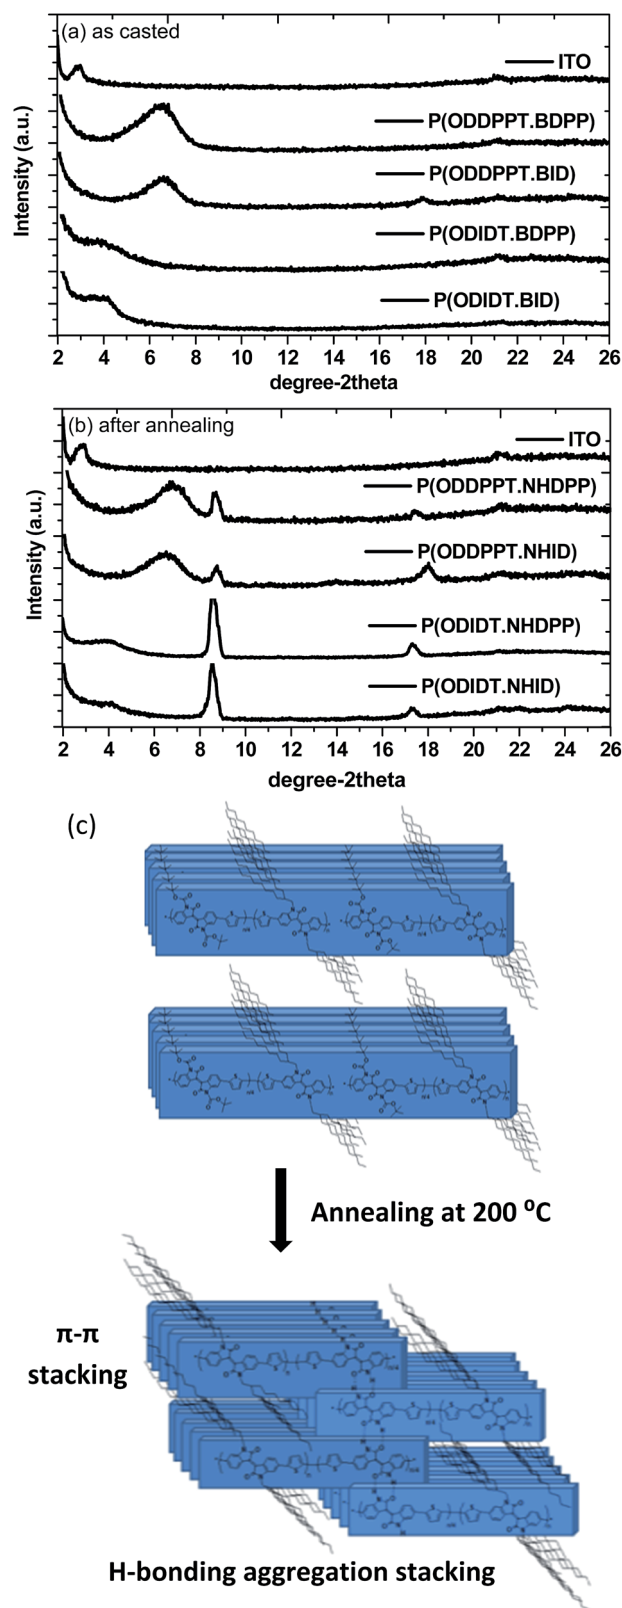 (a) as casted
ITO
P(ODDPPT.BDPP)
P(ODDPPT.BID)
P(ODIDT.BDPP)
P(ODIDT.BID)
Intensity (a.u.)
2 4 6 8 10 12 14 16 18 20 22 24 26
degree-2theta
(b) after annealing
ITO
P(ODDPPT.NHDPP)
P(ODDPPT.NHID)
P(ODIDT.NHDPP)
P(ODIDT.NHID)
Intensity (a.u.)
2 4 6 8 10 12 14 16 18 20 22 24 26
degree-2theta
(c)
Annealing at 200 ⁰C
π-π
stacking
H-bonding aggregation stacking